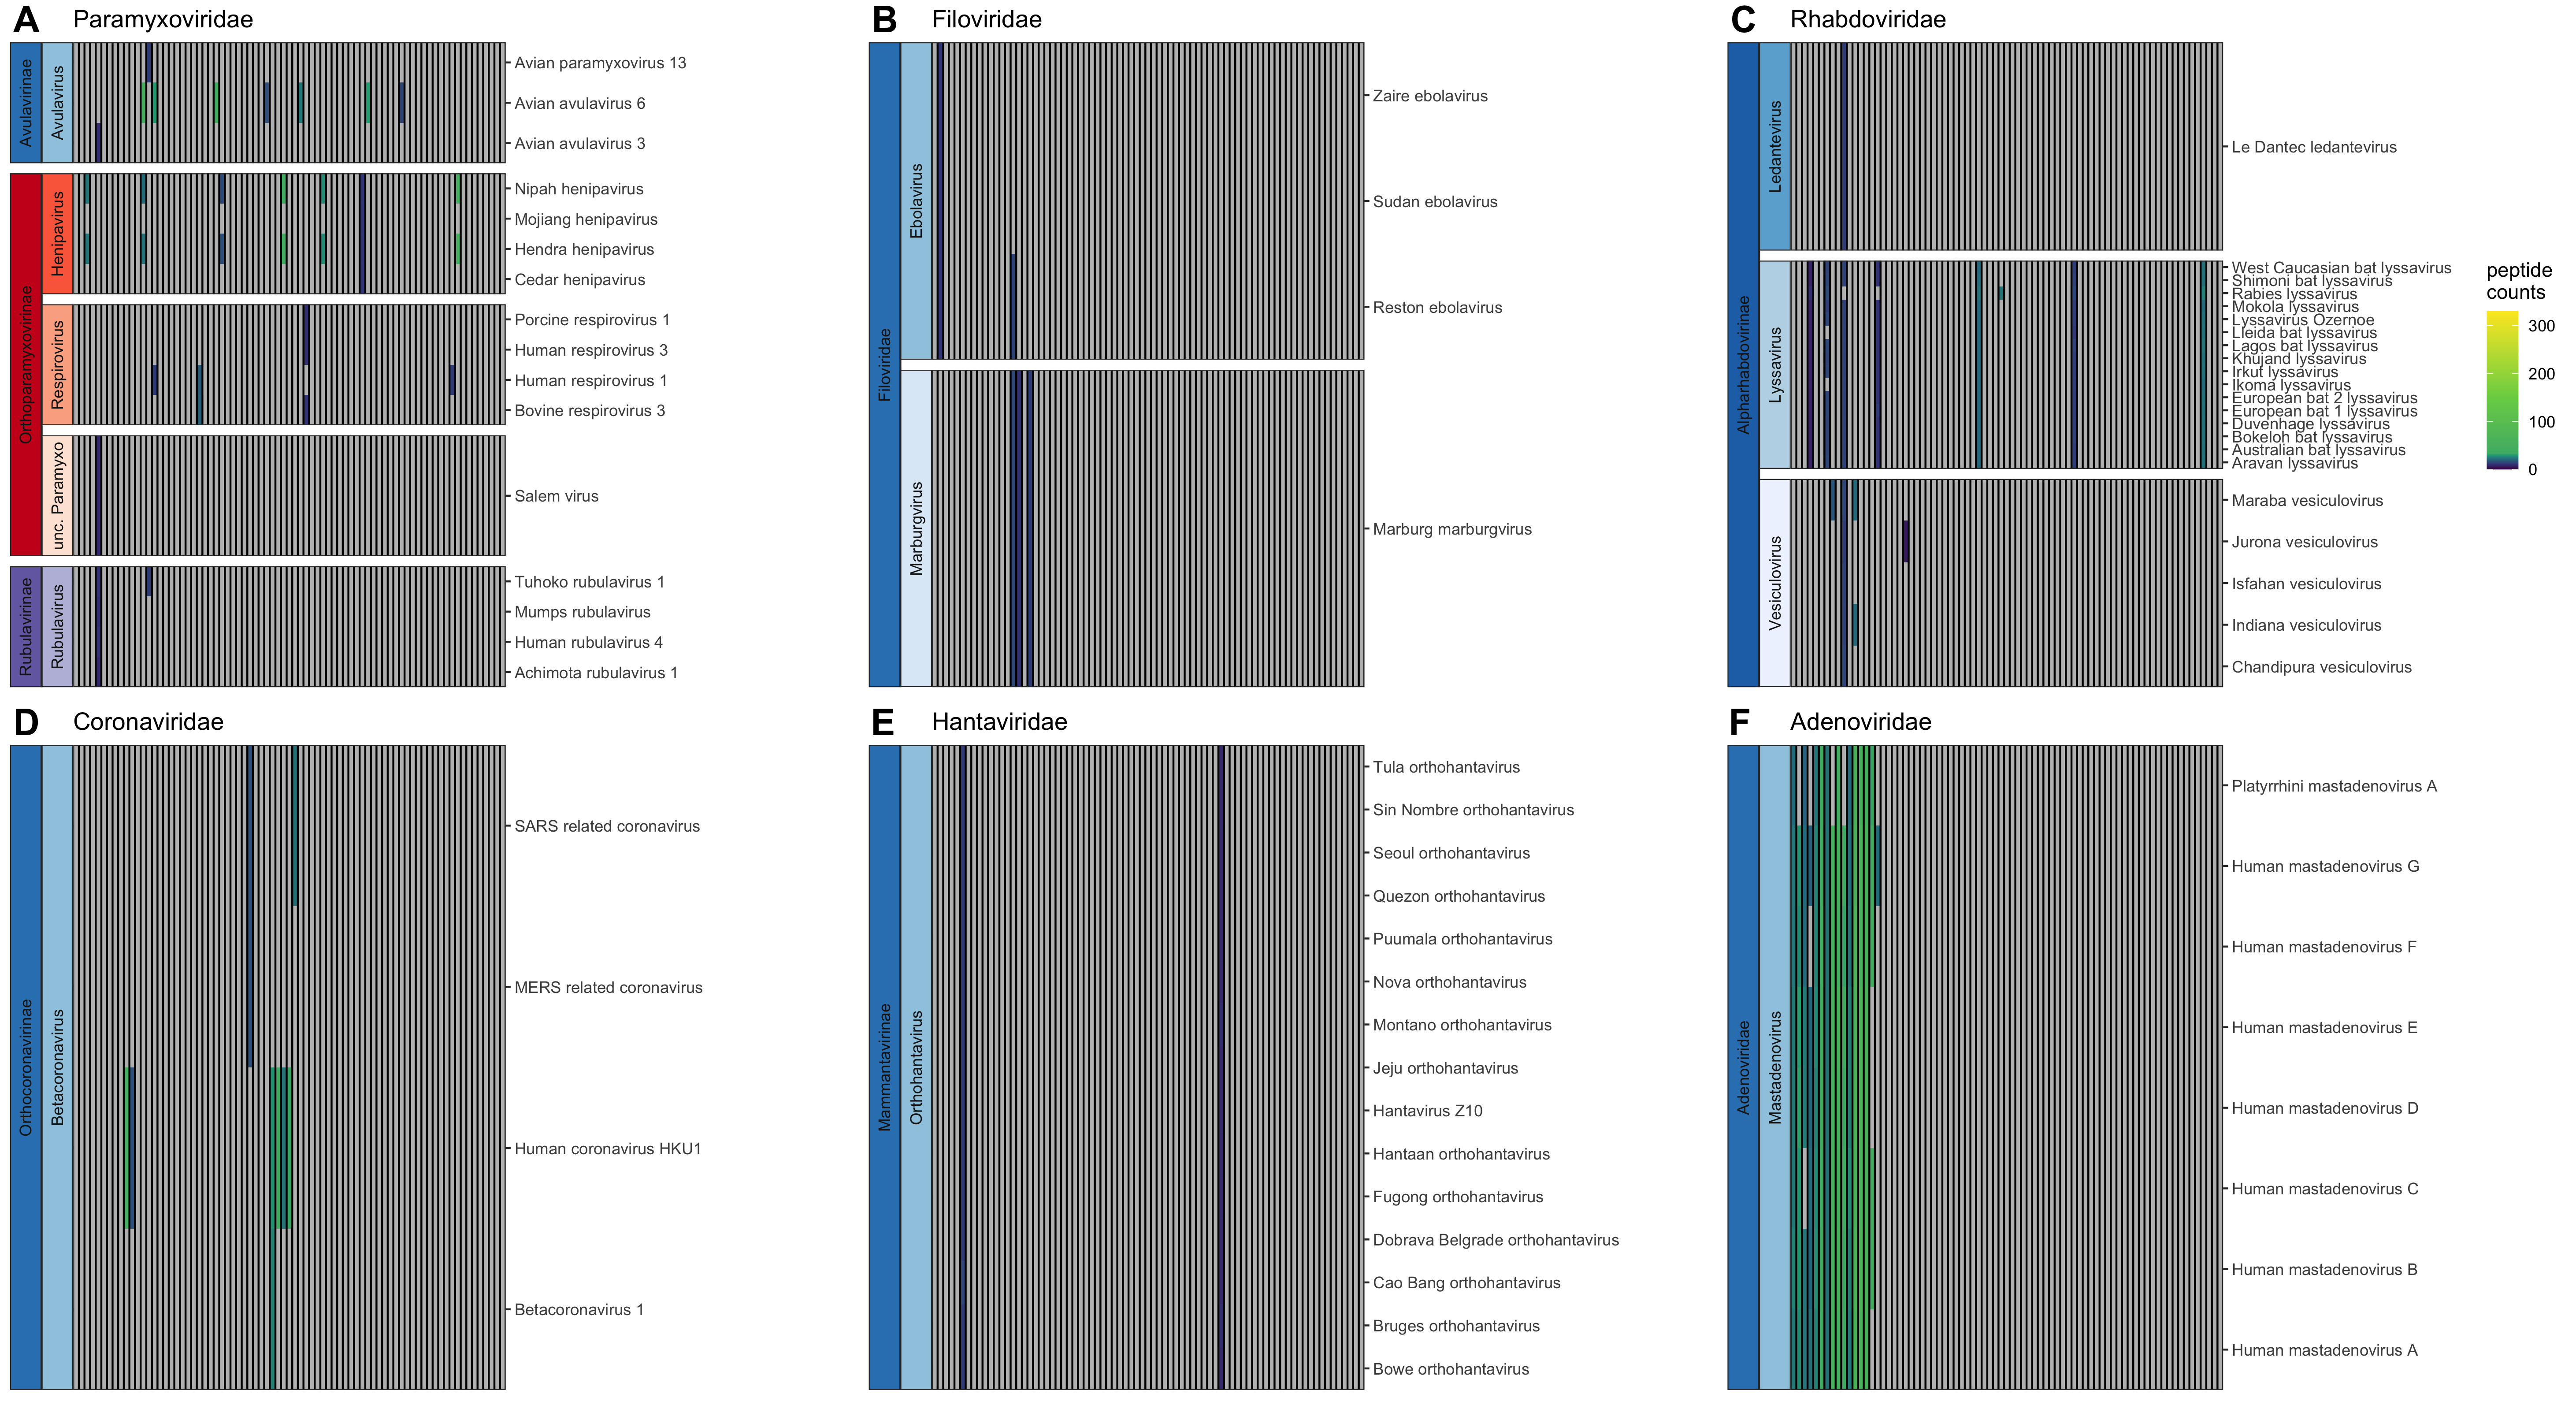 A Paramyxoviridae
Avulavirinae
Avulavirus
Avian paramyxovirus 13
Avian avulavirus 6
Avian avulavirus 3
Orthoparamyxovirinae
Henipavirus
Nipah henipavirus
Mojiang henipavirus
Hendra henipavirus
Cedar henipavirus
Respirovirus
Porcine respirovirus 1
Human respirovirus 3
Human respirovirus 1
Bovine respirovirus 3
unc. Paramyxo
Salem virus
Rubulavirinae
Rubulavirus
Tuhoko rubulavirus 1
Mumps rubulavirus
Human rubulavirus 4
Achimota rubulavirus 1
B Filoviridae
Filoviridae
Ebolavirus
Zaire ebolavirus
Sudan ebolavirus
Reston ebolavirus
Marburgvirus
Marburg marburgvirus
C Rhabdoviridae
Alpharhabdovirinae
Ledantevirus
Le Dantec ledantevirus
Lyssavirus
West Caucasian bat lyssavirus
Shimoni bat lyssavirus
Rabies lyssavirus
Mokola lyssavirus
Lyssavirus Ozernoe
Lleida bat lyssavirus
Lagos bat lyssavirus
Khujand lyssavirus
Irkut lyssavirus
Ikoma lyssavirus
European bat 2 lyssavirus
European bat 1 lyssavirus
Duvenhage lyssavirus
Bokeloh bat lyssavirus
Australian bat lyssavirus
Aravan lyssavirus
Vesiculovirus
Maraba vesiculovirus
Jurona vesiculovirus
Isfahan vesiculovirus
Indiana vesiculovirus
Chandipura vesiculovirus
peptide
counts
300
200
100
0
D Coronaviridae
Orthocoronavirinae
Betacoronavirus
SARS related coronavirus
MERS related coronavirus
Human coronavirus HKU1
Betacoronavirus 1
E Hantaviridae
Mammantavirinae
Orthohantavirus
Tula orthohantavirus
Sin Nombre orthohantavirus
Seoul orthohantavirus
Quezon orthohantavirus
Puumala orthohantavirus
Nova orthohantavirus
Montano orthohantavirus
Jeju orthohantavirus
Hantavirus Z10
Hantaan orthohantavirus
Fugong orthohantavirus
Dobrava Belgrade orthohantavirus
Cao Bang orthohantavirus
Bruges orthohantavirus
Bowe orthohantavirus
F Adenoviridae
Adenoviridae
Mastadenovirus
Platyrrhini mastadenovirus A
Human mastadenovirus G
Human mastadenovirus F
Human mastadenovirus E
Human mastadenovirus D
Human mastadenovirus C
Human mastadenovirus B
Human mastadenovirus A